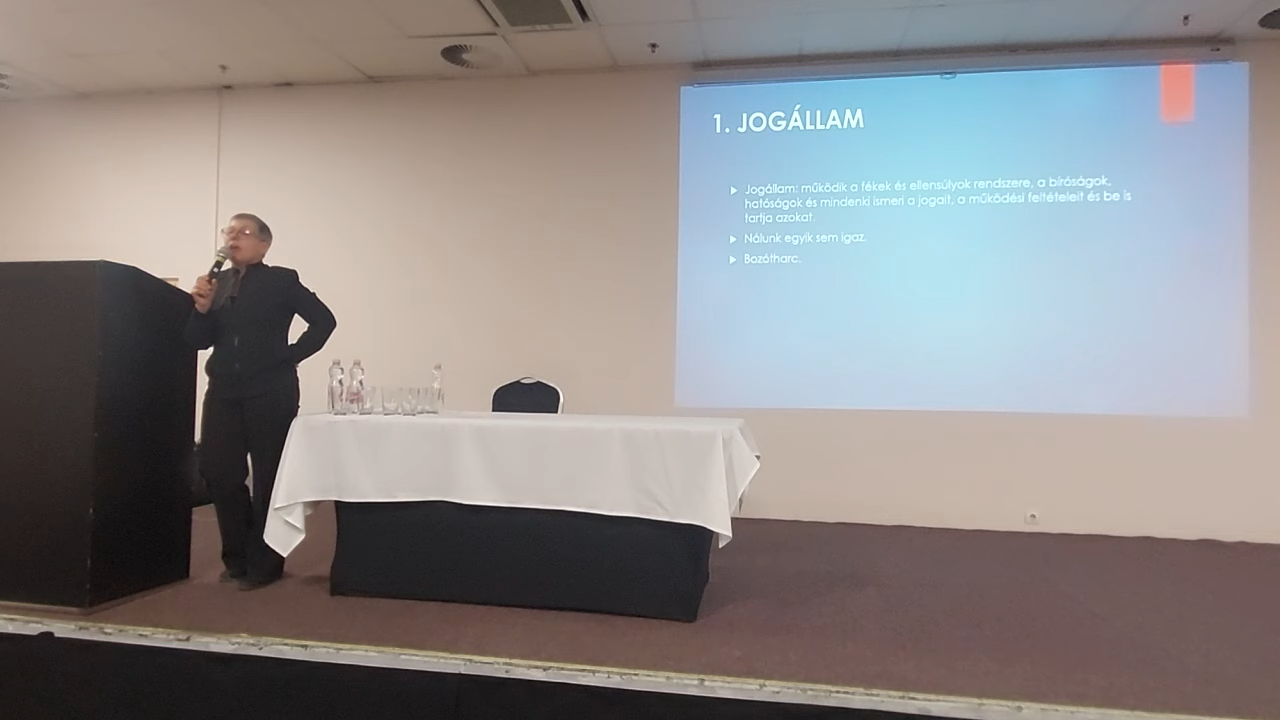 1. JOGÁLLAM
Jogállam: működik a fékek és ellensúlyok rendszere, a bíróságok,
hatóságok és mindenki ismeri a jogait, a működési feltételeit és be is
tartja azokat.
Nálunk egyik sem igaz.
Bozótharc.